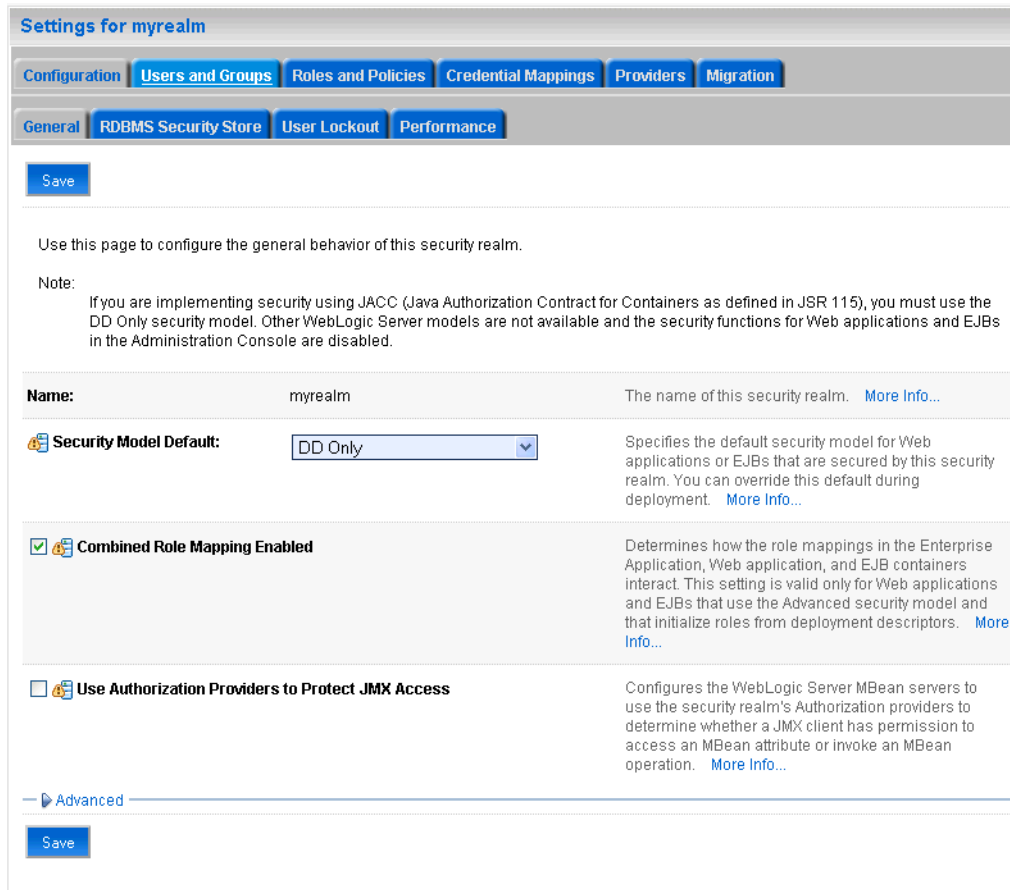 Settings for myrealm
Configuration Users and Groups Roles and Policies Credential Mappings Providers Migration
General RDBMS Security Store User Lockout Performance
Save
Use this page to configure the general behavior of this security realm.
Note:
If you are implementing security using JACC (Java Authorization Contract for Containers as defined in JSR 115), you must use the
DD Only security model. Other WebLogic Server models are not available and the security functions for Web applications and EJBs
in the Administration Console are disabled.
Name: myrealm The name of this security realm. More Info...
Security Model Default: DD Only Specifies the default security model for Web
applications or EJBs that are secured by this security
realm. You can override this default during
deployment. More Info...
Combined Role Mapping Enabled Determines how the role mappings in the Enterprise
Application, Web application, and EJB containers
interact. This setting is valid only for Web applications
and EJBs that use the Advanced security model and
that initialize roles from deployment descriptors. More
Info...
Use Authorization Providers to Protect JMX Access Configures the WebLogic Server MBean servers to
use the security realm's Authorization providers to
determine whether a JMX client has permission to
access an MBean attribute or invoke an MBean
operation. More Info...
Advanced
Save